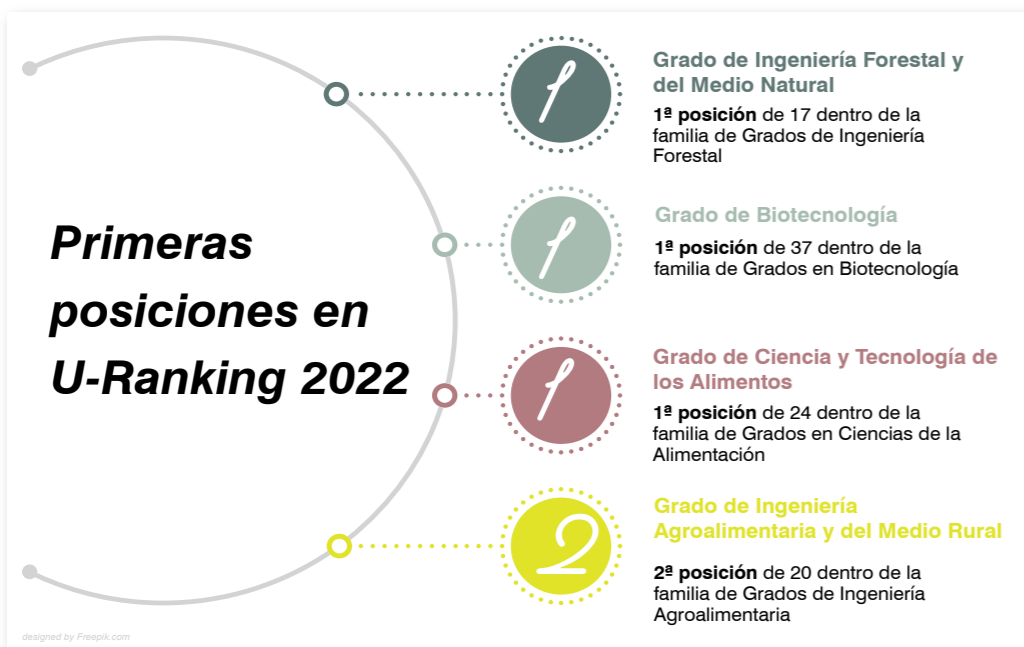 Primeras
posiciones en
U-Ranking 2022
1
Grado de Ingeniería Forestal y
del Medio Natural
1ª posición de 17 dentro de la
familia de Grados de Ingeniería
Forestal
1
Grado de Biotecnología
1ª posición de 37 dentro de la
familia de Grados en Biotecnología
1
Grado de Ciencia y Tecnología de
los Alimentos
1ª posición de 24 dentro de la
familia de Grados en Ciencias de la
Alimentación
2
Grado de Ingeniería
Agroalimentaria y del Medio Rural
2ª posición de 20 dentro de la
familia de Grados de Ingeniería
Agroalimentaria
designed by Freepik.com